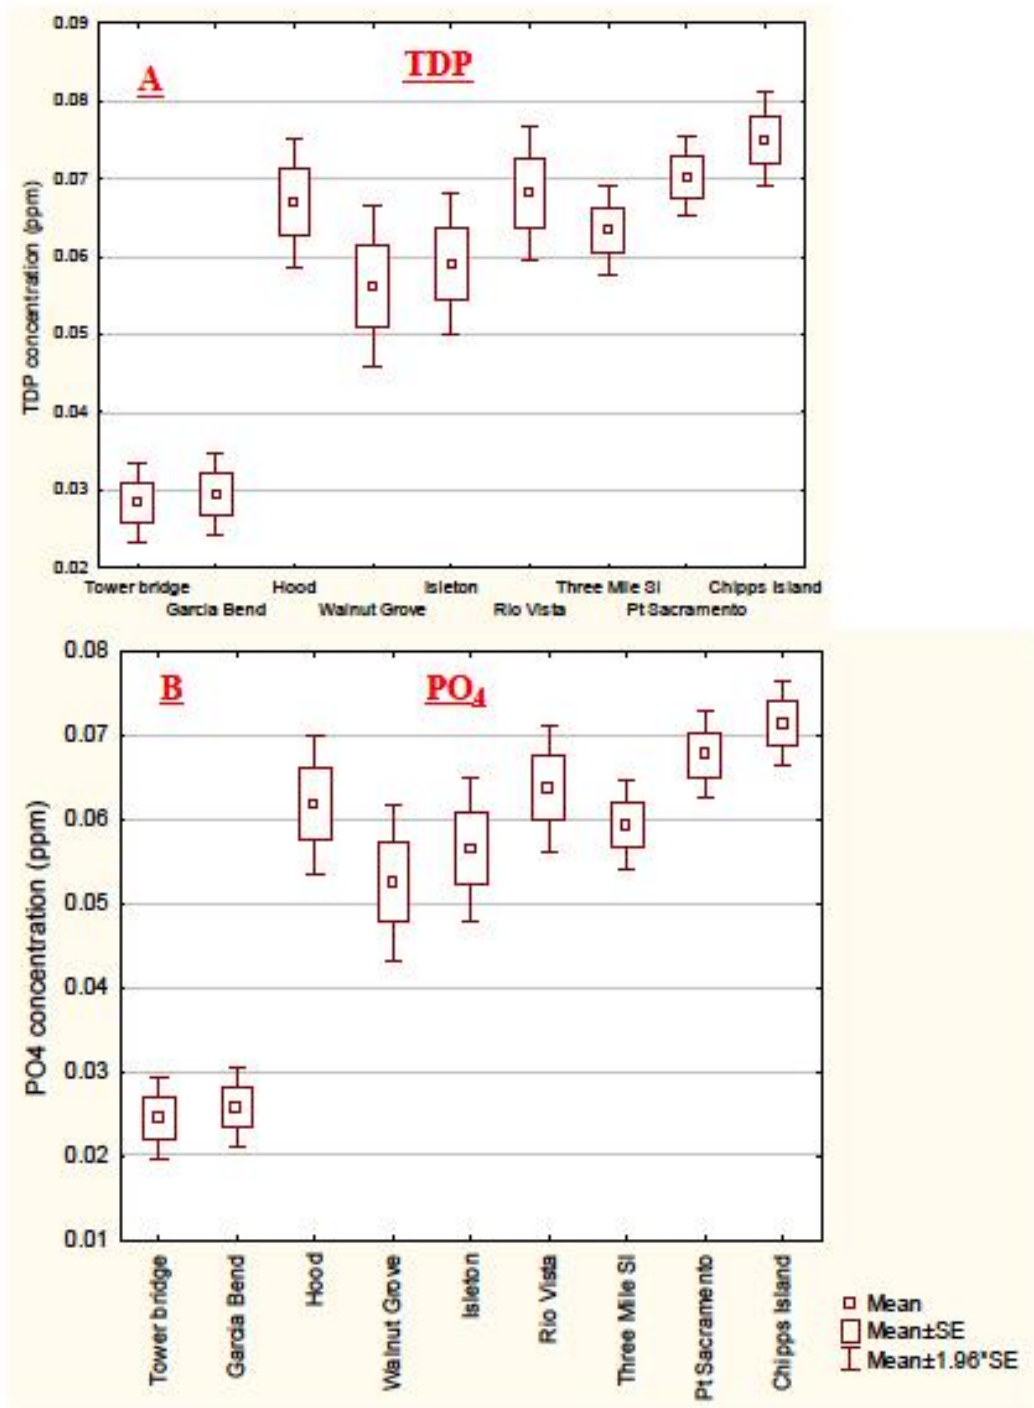 A
TDP
TDP concentration (ppm)
0.09
0.08
0.07
0.06
0.05
0.04
0.03
0.02
Tower bridge
Garcia Bend
Hood
Walnut Grove
Isleton
Rio Vista
Three Mile Sl
Pt Sacramento
Chipps Island
B
PO₄
PO4 concentration (ppm)
0.08
0.07
0.06
0.05
0.04
0.03
0.02
0.01
Tower bridge
Garcia Bend
Hood
Walnut Grove
Isleton
Rio Vista
Three Mile Sl
Pt Sacramento
Chipps Island
Mean
Mean±SE
Mean±1.96*SE